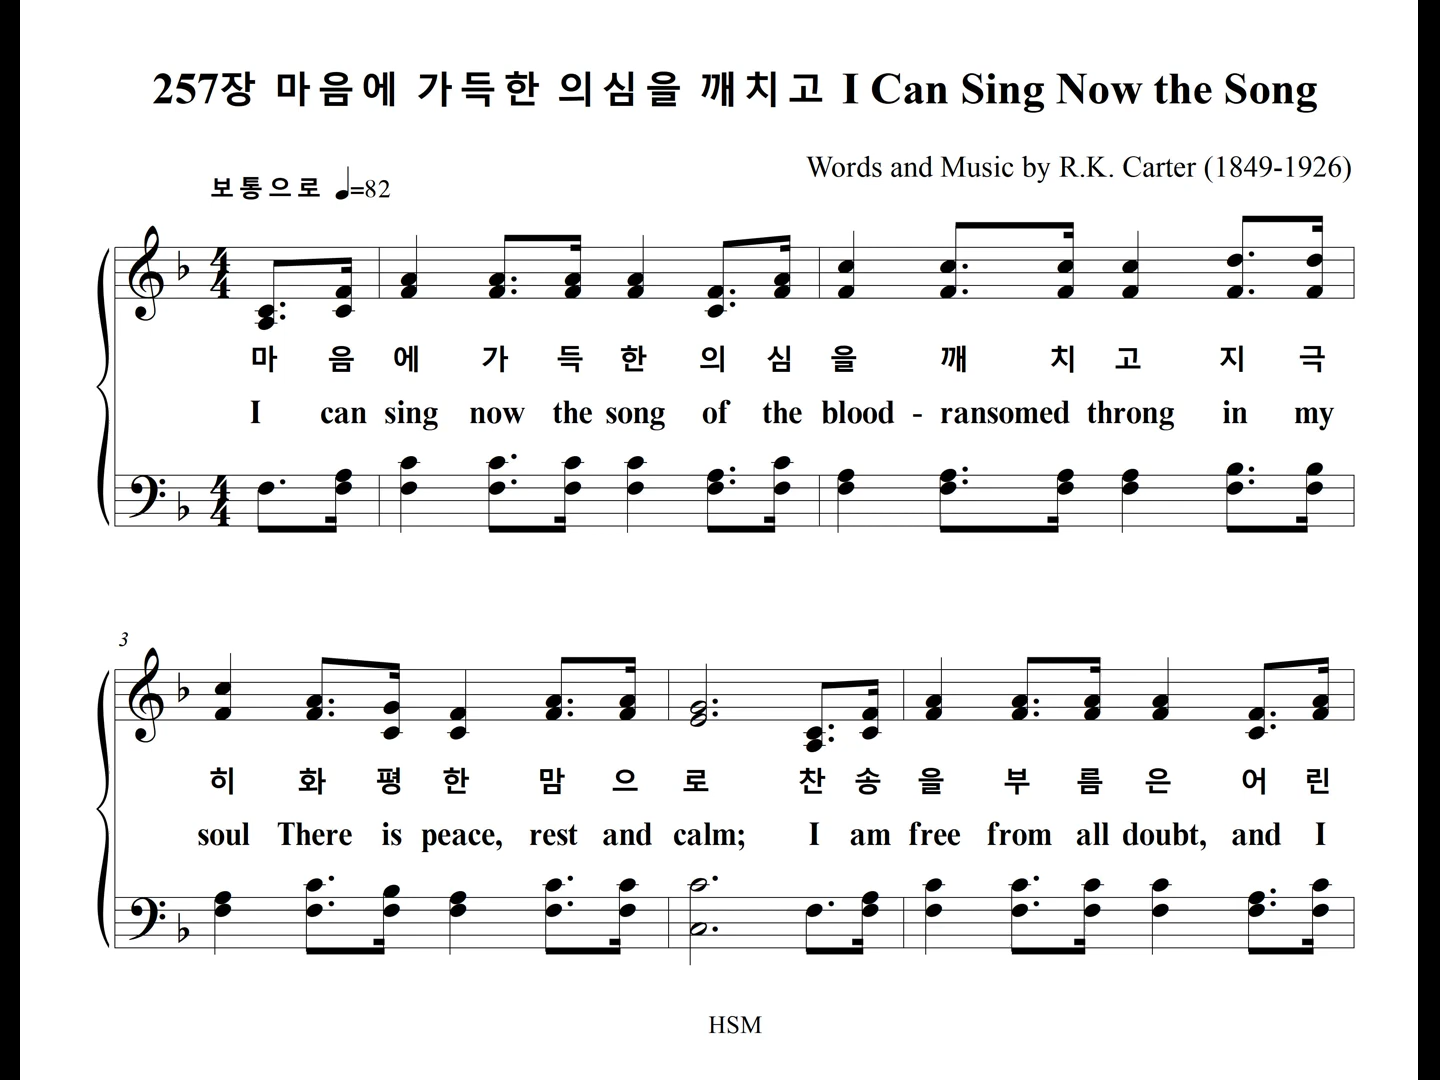 257장 마음에 가득한 의심을 깨치고 I Can Sing Now the Song
Words and Music by R.K. Carter (1849-1926)
보통으로 ♩=82
마 음 에 가 득 한 의 심 을 깨 치 고 지 극
I can sing now the song of the blood - ransomed throng in my
3
히 화 평 한 맘 으 로 찬 송 을 부 름 은 어 린
soul There is peace, rest and calm; I am free from all doubt, and I
HSM